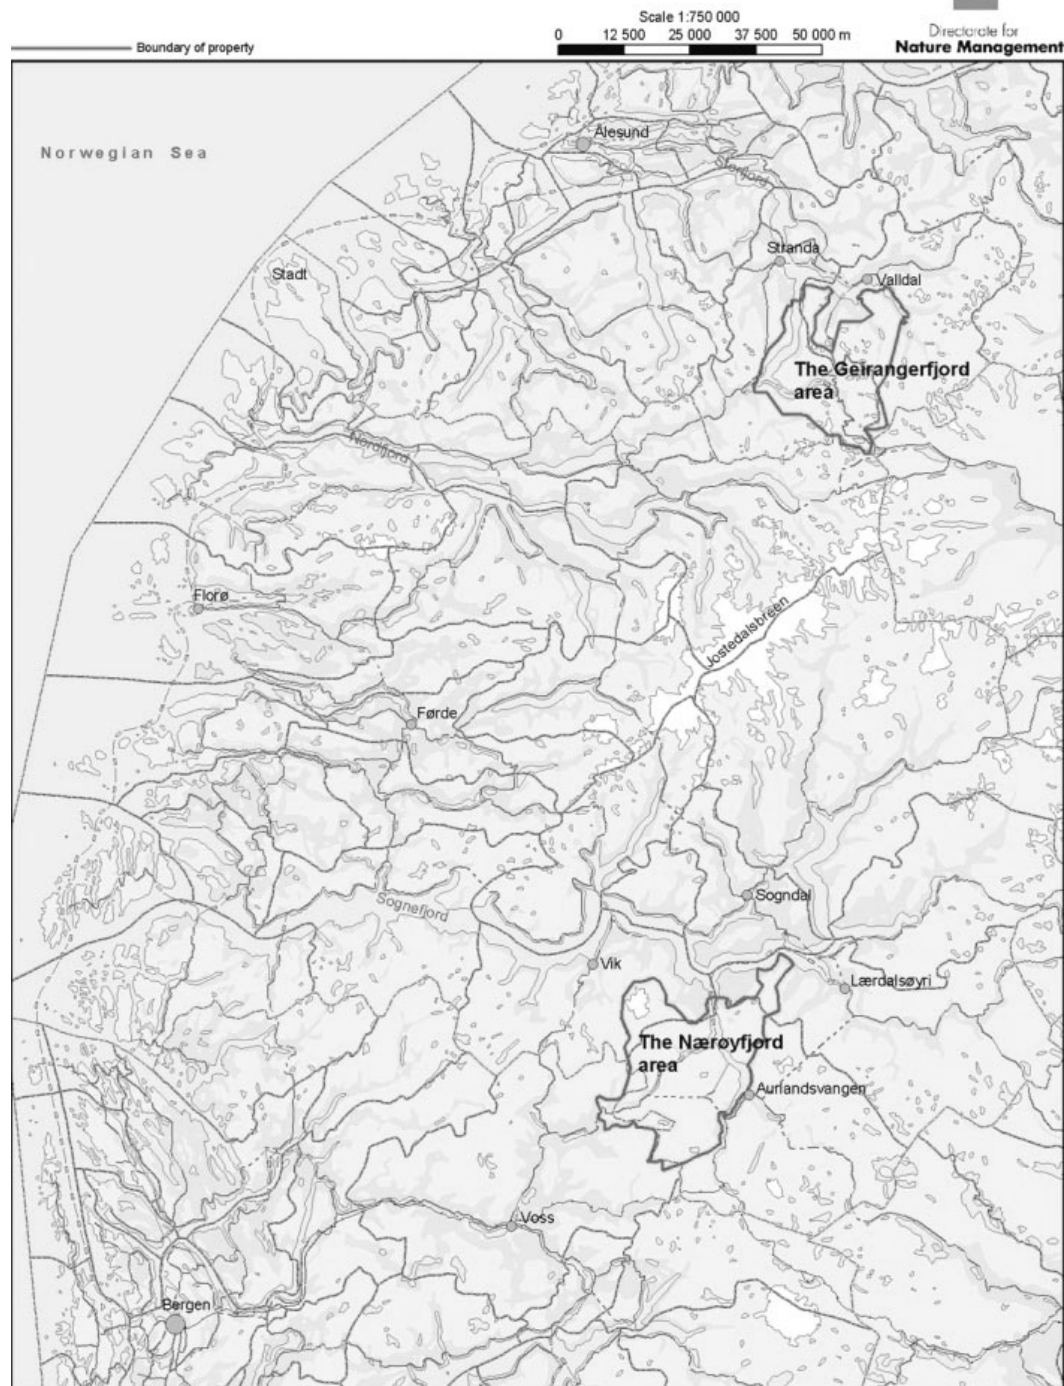 Scale 1:750 000
0 12 500 25 000 37 500 50 000 m
Boundary of property
Directorate for
Nature Management
Norwegian Sea
Ålesund
Storfjord
Stranda
Stadt
Valldal
The Geirangerfjord
area
Nordfjord
Florø
Jostedalsbreen
Førde
Sogndal
Sognefjord
Vik
Lærdalsøyri
The Nærøyfjord
area
Aurlandsvangen
Voss
Bergen